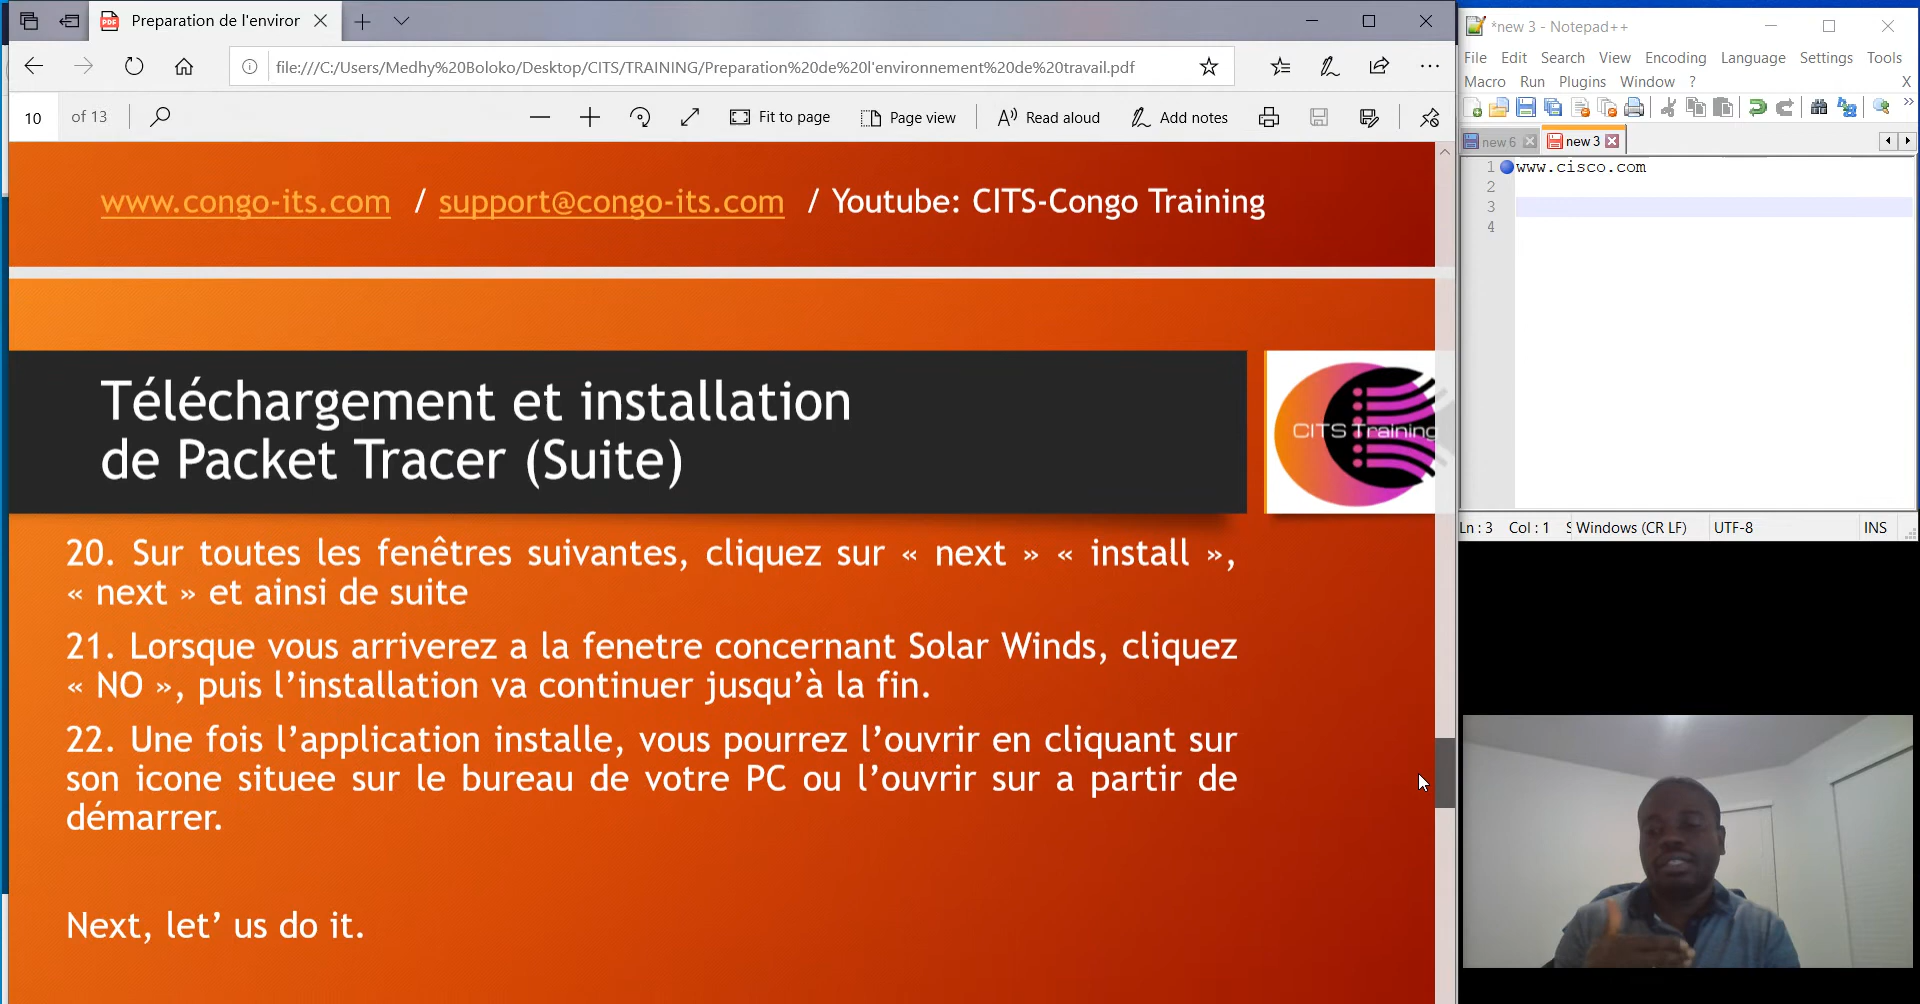 Preparation de l'enviror
file:///C:/Users/Medhy%20Boloko/Desktop/CITS/TRAINING/Preparation%20de%20l'environnement%20de%20travail.pdf
10 of 13
Fit to page
Page view
Read aloud
Add notes
www.congo-its.com / support@congo-its.com / Youtube: CITS-Congo Training
Téléchargement et installation
de Packet Tracer (Suite)
CITS Training
20. Sur toutes les fenêtres suivantes, cliquez sur « next » « install »,
« next » et ainsi de suite
21. Lorsque vous arriverez a la fenetre concernant Solar Winds, cliquez
« NO », puis l’installation va continuer jusqu’à la fin.
22. Une fois l’application installe, vous pourrez l’ouvrir en cliquant sur
son icone situee sur le bureau de votre PC ou l’ouvrir sur a partir de
démarrer.
Next, let’ us do it.
*new 3 - Notepad++
File Edit Search View Encoding Language Settings Tools
Macro Run Plugins Window ? X
new 6
new 3
1 www.cisco.com
2
3
4
Ln : 3 Col : 1 S Windows (CR LF) UTF-8 INS